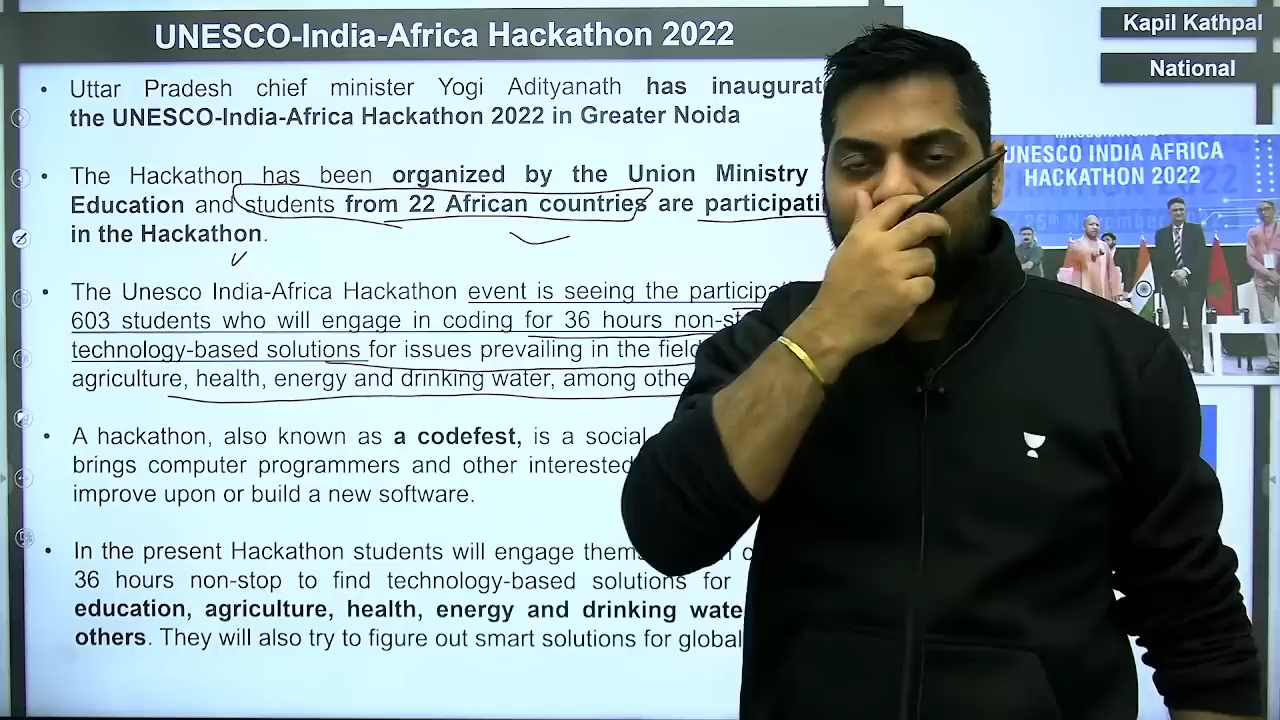 UNESCO-India-Africa Hackathon 2022
Kapil Kathpal
National
• Uttar Pradesh chief minister Yogi Adityanath has inaugurat
the UNESCO-India-Africa Hackathon 2022 in Greater Noida
• The Hackathon has been organized by the Union Ministry
Education and students from 22 African countries are participati
in the Hackathon.
• The Unesco India-Africa Hackathon event is seeing the particip
603 students who will engage in coding for 36 hours non-st
technology-based solutions for issues prevailing in the field
agriculture, health, energy and drinking water, among othe
• A hackathon, also known as a codefest, is a social
brings computer programmers and other interested
improve upon or build a new software.
• In the present Hackathon students will engage them
36 hours non-stop to find technology-based solutions for
education, agriculture, health, energy and drinking wate
others. They will also try to figure out smart solutions for global
UNESCO INDIA AFRICA
HACKATHON 2022